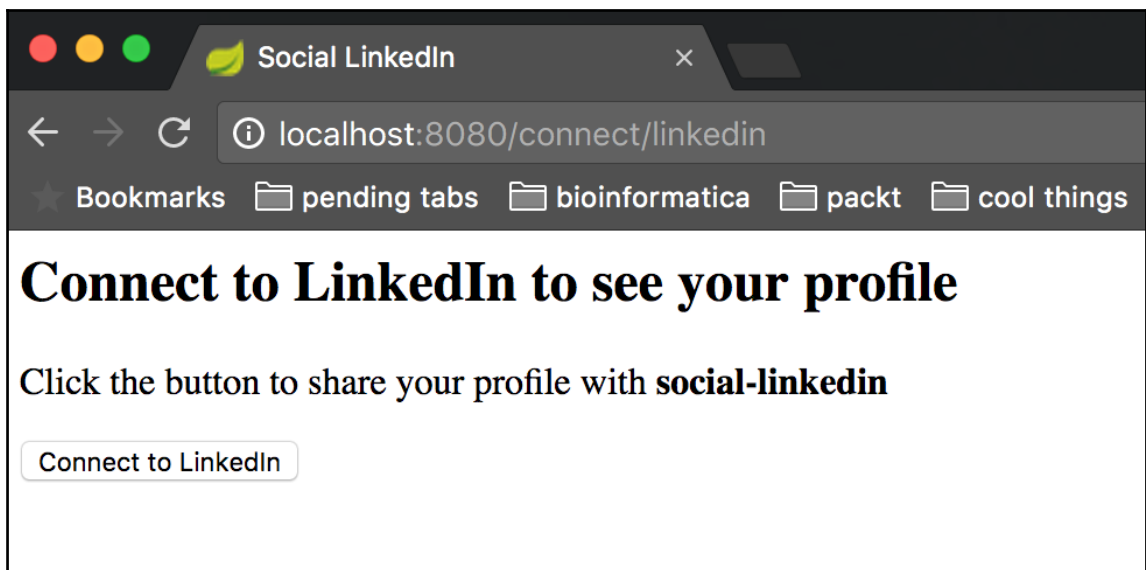 Social LinkedIn
localhost:8080/connect/linkedin
Bookmarks pending tabs bioinformatica packt cool things
Connect to LinkedIn to see your profile
Click the button to share your profile with social-linkedin
Connect to LinkedIn